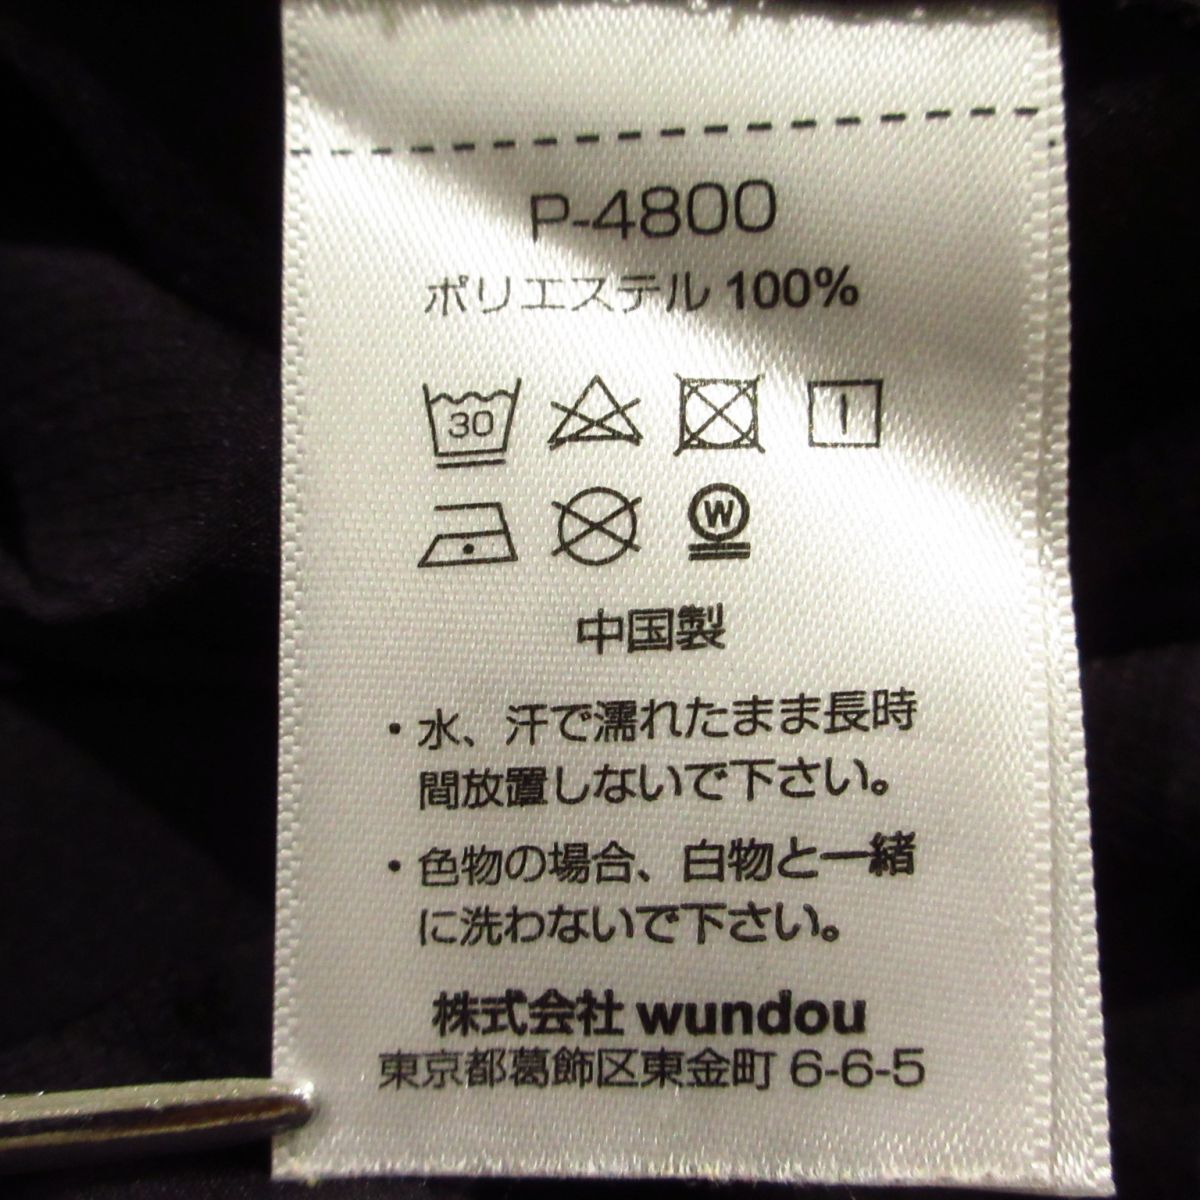 P-4800
ポリエステル 100%
30
W
中国製
・水、汗で濡れたまま長時
間放置しないで下さい。
・色物の場合、白物と一緒
に洗わないで下さい。
株式会社 wundou
東京都葛飾区東金町 6-6-5